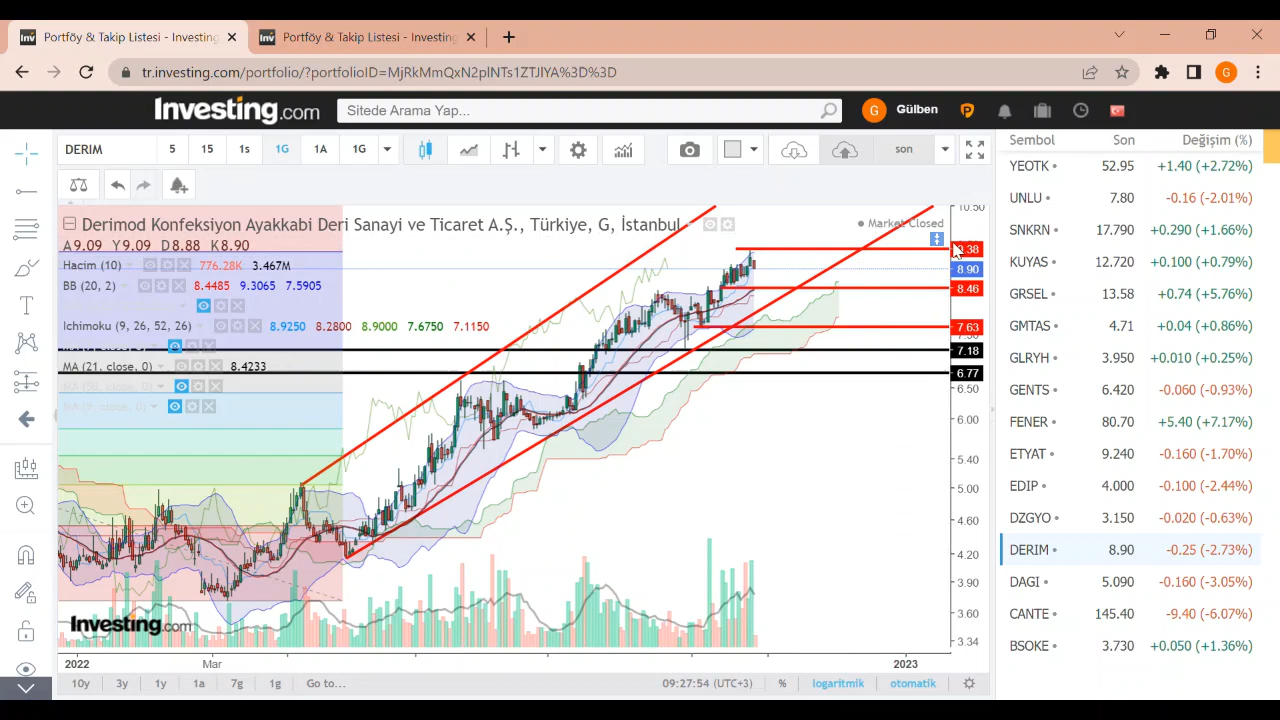 Portföy & Takip Listesi - Investing
Portföy & Takip Listesi - Investing
tr.investing.com/portfolio/?portfolioID=MjRkMmQxN2plNTs1ZTJlYA%3D%3D
G
Investing.com
Sitede Arama Yap...
G
Gülben
DERIM
5
15
1s
1G
1A
1G
son
Sembol
Son
Değişim (%)
Derimod Konfeksiyon Ayakkabi Deri Sanayi ve Ticaret A.Ş., Türkiye, G, İstanbul
Market Closed
A9.09 Y9.09 D8.88 K8.90
Hacim (10) 776.28K 3.467M
BB (20, 2) 8.4485 9.3065 7.5905
Ichimoku (9, 26, 52, 26) 8.9250 8.2800 8.9000 7.6750 7.1150
MA (21, close, 0) 8.4233
MA (50, close, 0)
MA (9, close, 0)
10.50
8.90
8.46
7.63
7.18
6.77
6.50
6.00
5.40
5.00
4.60
4.20
3.90
3.60
3.34
Investing.com
2022
Mar
2023
10y
3y
1y
1a
7g
1g
Go to...
09:27:54 (UTC+3)
%
logaritmik
otomatik
YEOTK 52.95 +1.40 (+2.72%)
UNLU 7.80 -0.16 (-2.01%)
SNKRN 17.790 +0.290 (+1.66%)
KUYAS 12.720 +0.100 (+0.79%)
GRSEL 13.58 +0.74 (+5.76%)
GMTAS 4.71 +0.04 (+0.86%)
GLRYH 3.950 +0.010 (+0.25%)
GENTS 6.420 -0.060 (-0.93%)
FENER 80.70 +5.40 (+7.17%)
ETYAT 9.240 -0.160 (-1.70%)
EDIP 4.000 -0.100 (-2.44%)
DZGYO 3.150 -0.020 (-0.63%)
DERIM 8.90 -0.25 (-2.73%)
DAGI 5.090 -0.160 (-3.05%)
CANTE 145.40 -9.40 (-6.07%)
BSOKE 3.730 +0.050 (+1.36%)